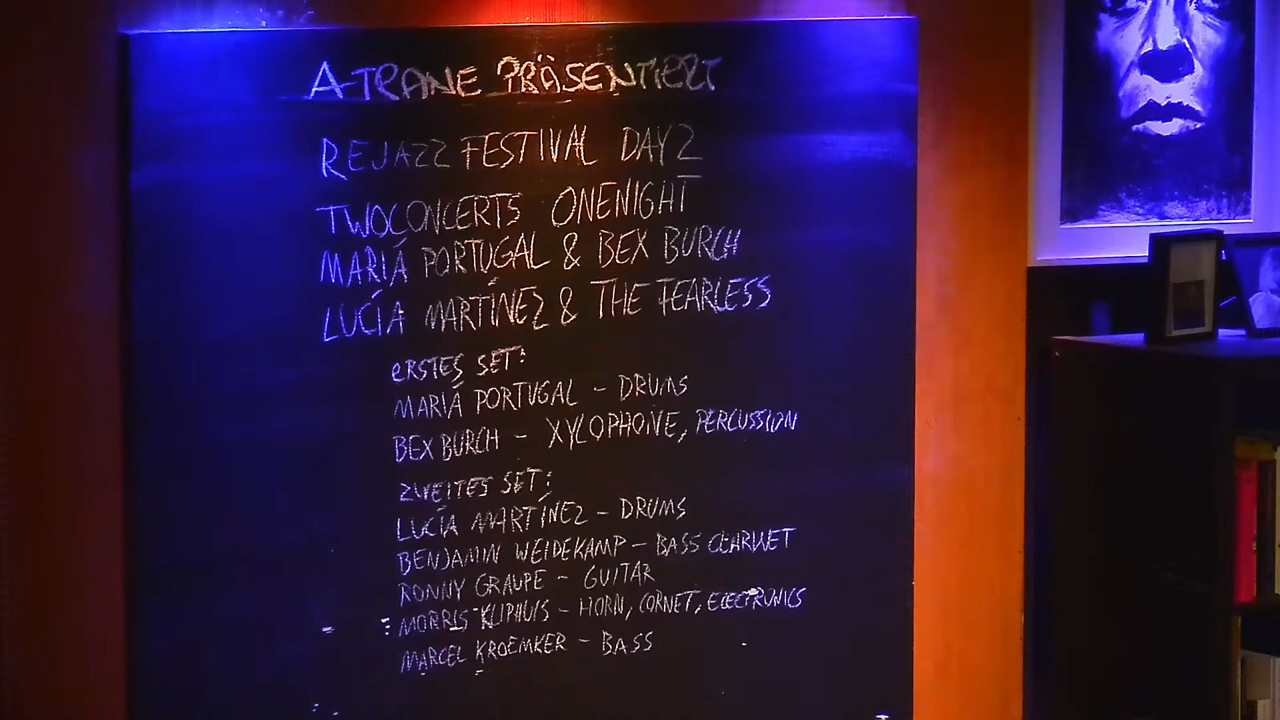 A-TRANE PRÄSENTIERT
REJAZZ FESTIVAL DAY 2
TWOCONCERTS ONENIGHT
MARIÁ PORTUGAL & BEX BURCH
LUCÍA MARTÍNEZ & THE FEARLESS
ERSTES SET:
MARIÁ PORTUGAL - DRUMS
BEX BURCH - XYLOPHONE, PERCUSSION
ZWEITES SET:
LUCÍA MARTÍNEZ - DRUMS
BENJAMIN WEIDEKAMP - BASS CLARINET
RONNY GRAUPE - GUITAR
MORRIS KLIPHUIS - HORN, CORNET, ELECTRONICS
MARCEL KROEMKER - BASS